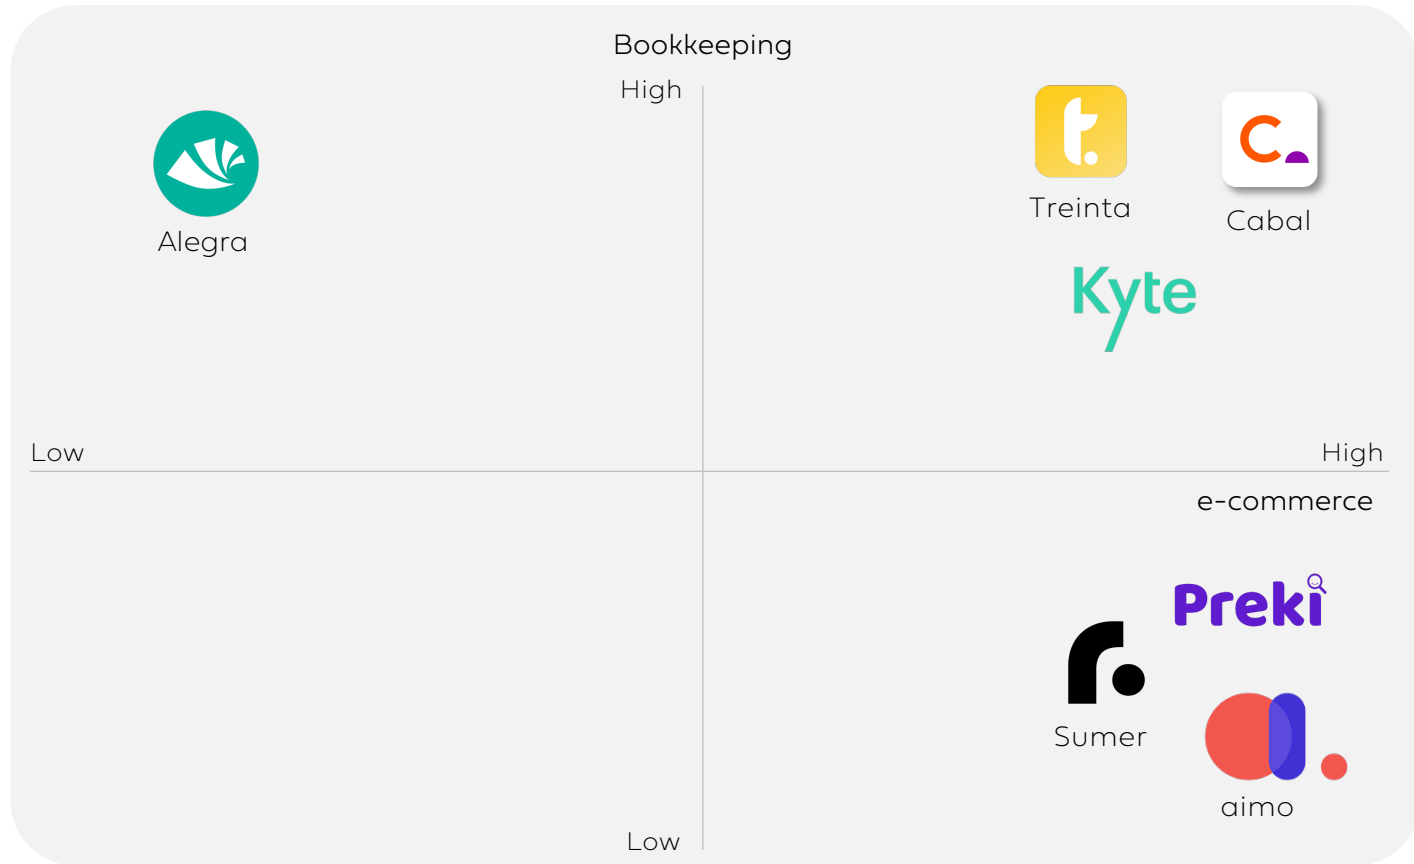 Bookkeeping
High
Alegra
t.
Treinta
C.
Cabal
Kyte
Low
High
e-commerce
Preki
Sumer
a.
aimo
Low